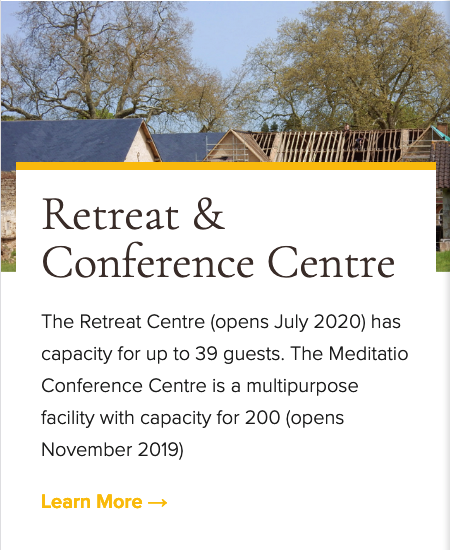 Retreat &
Conference Centre
The Retreat Centre (opens July 2020) has
capacity for up to 39 guests. The Meditatio
Conference Centre is a multipurpose
facility with capacity for 200 (opens
November 2019)
Learn More →